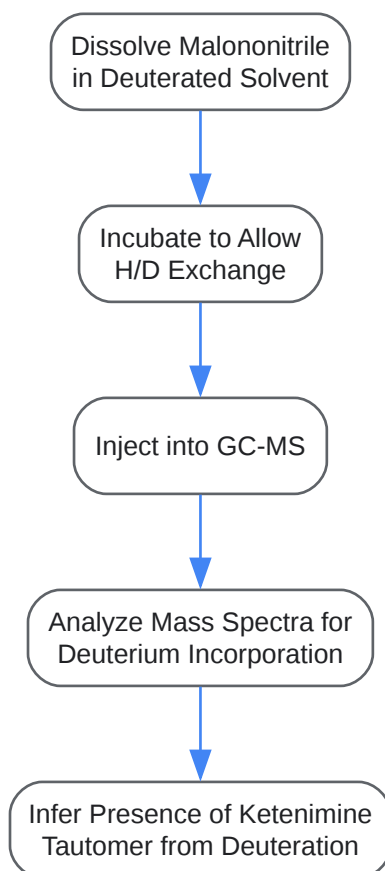 Dissolve Malononitrile
in Deuterated Solvent
Incubate to Allow
H/D Exchange
Inject into GC-MS
Analyze Mass Spectra for
Deuterium Incorporation
Infer Presence of Ketenimine
Tautomer from Deuteration